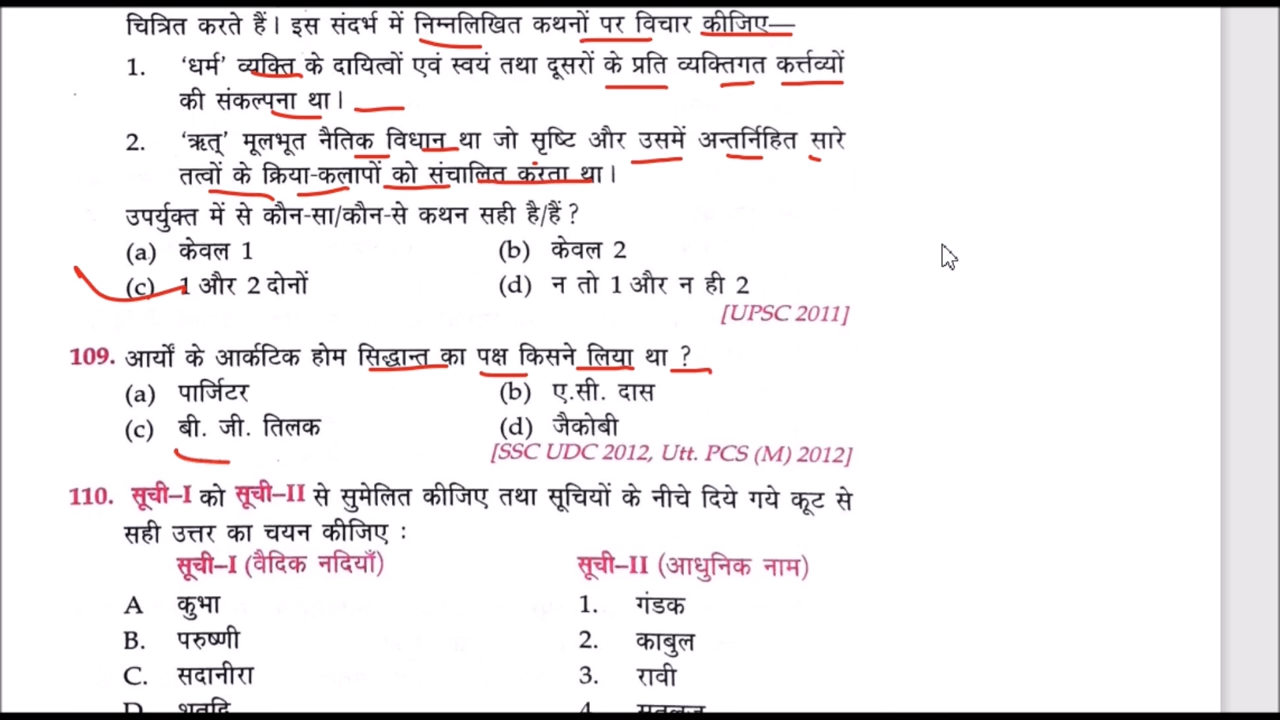 चित्रित करते हैं। इस संदर्भ में निम्नलिखित कथनों पर विचार कीजिए—
1. 'धर्म' व्यक्ति के दायित्वों एवं स्वयं तथा दूसरों के प्रति व्यक्तिगत कर्त्तव्यों
की संकल्पना था।
2. 'ऋत्' मूलभूत नैतिक विधान था जो सृष्टि और उसमें अन्तर्निहित सारे
तत्वों के क्रिया-कलापों को संचालित करता था।
उपर्युक्त में से कौन-सा/कौन-से कथन सही है/हैं ?
(a) केवल 1 (b) केवल 2
(c) 1 और 2 दोनों (d) न तो 1 और न ही 2
[UPSC 2011]
109. आर्यों के आर्कटिक होम सिद्धान्त का पक्ष किसने लिया था ?
(a) पार्जिटर (b) ए.सी. दास
(c) बी. जी. तिलक (d) जैकोबी
[SSC UDC 2012, Utt. PCS (M) 2012]
110. सूची–I को सूची–II से सुमेलित कीजिए तथा सूचियों के नीचे दिये गये कूट से
सही उत्तर का चयन कीजिए :
सूची–I (वैदिक नदियाँ) सूची–II (आधुनिक नाम)
A कुभा 1. गंडक
B. परुष्णी 2. काबुल
C. सदानीरा 3. रावी